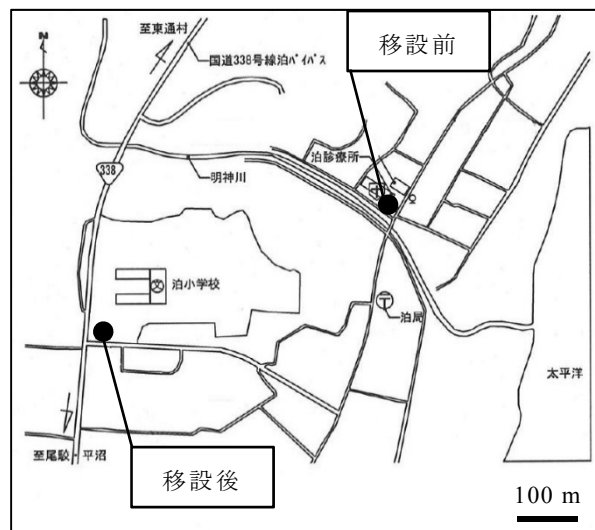 至東通村
移設前
国道338号線泊バイパス
N
泊診療所
338
明神川
泊小学校
文
〒
泊局
太平洋
移設後
至尾駮・平沼
100 m